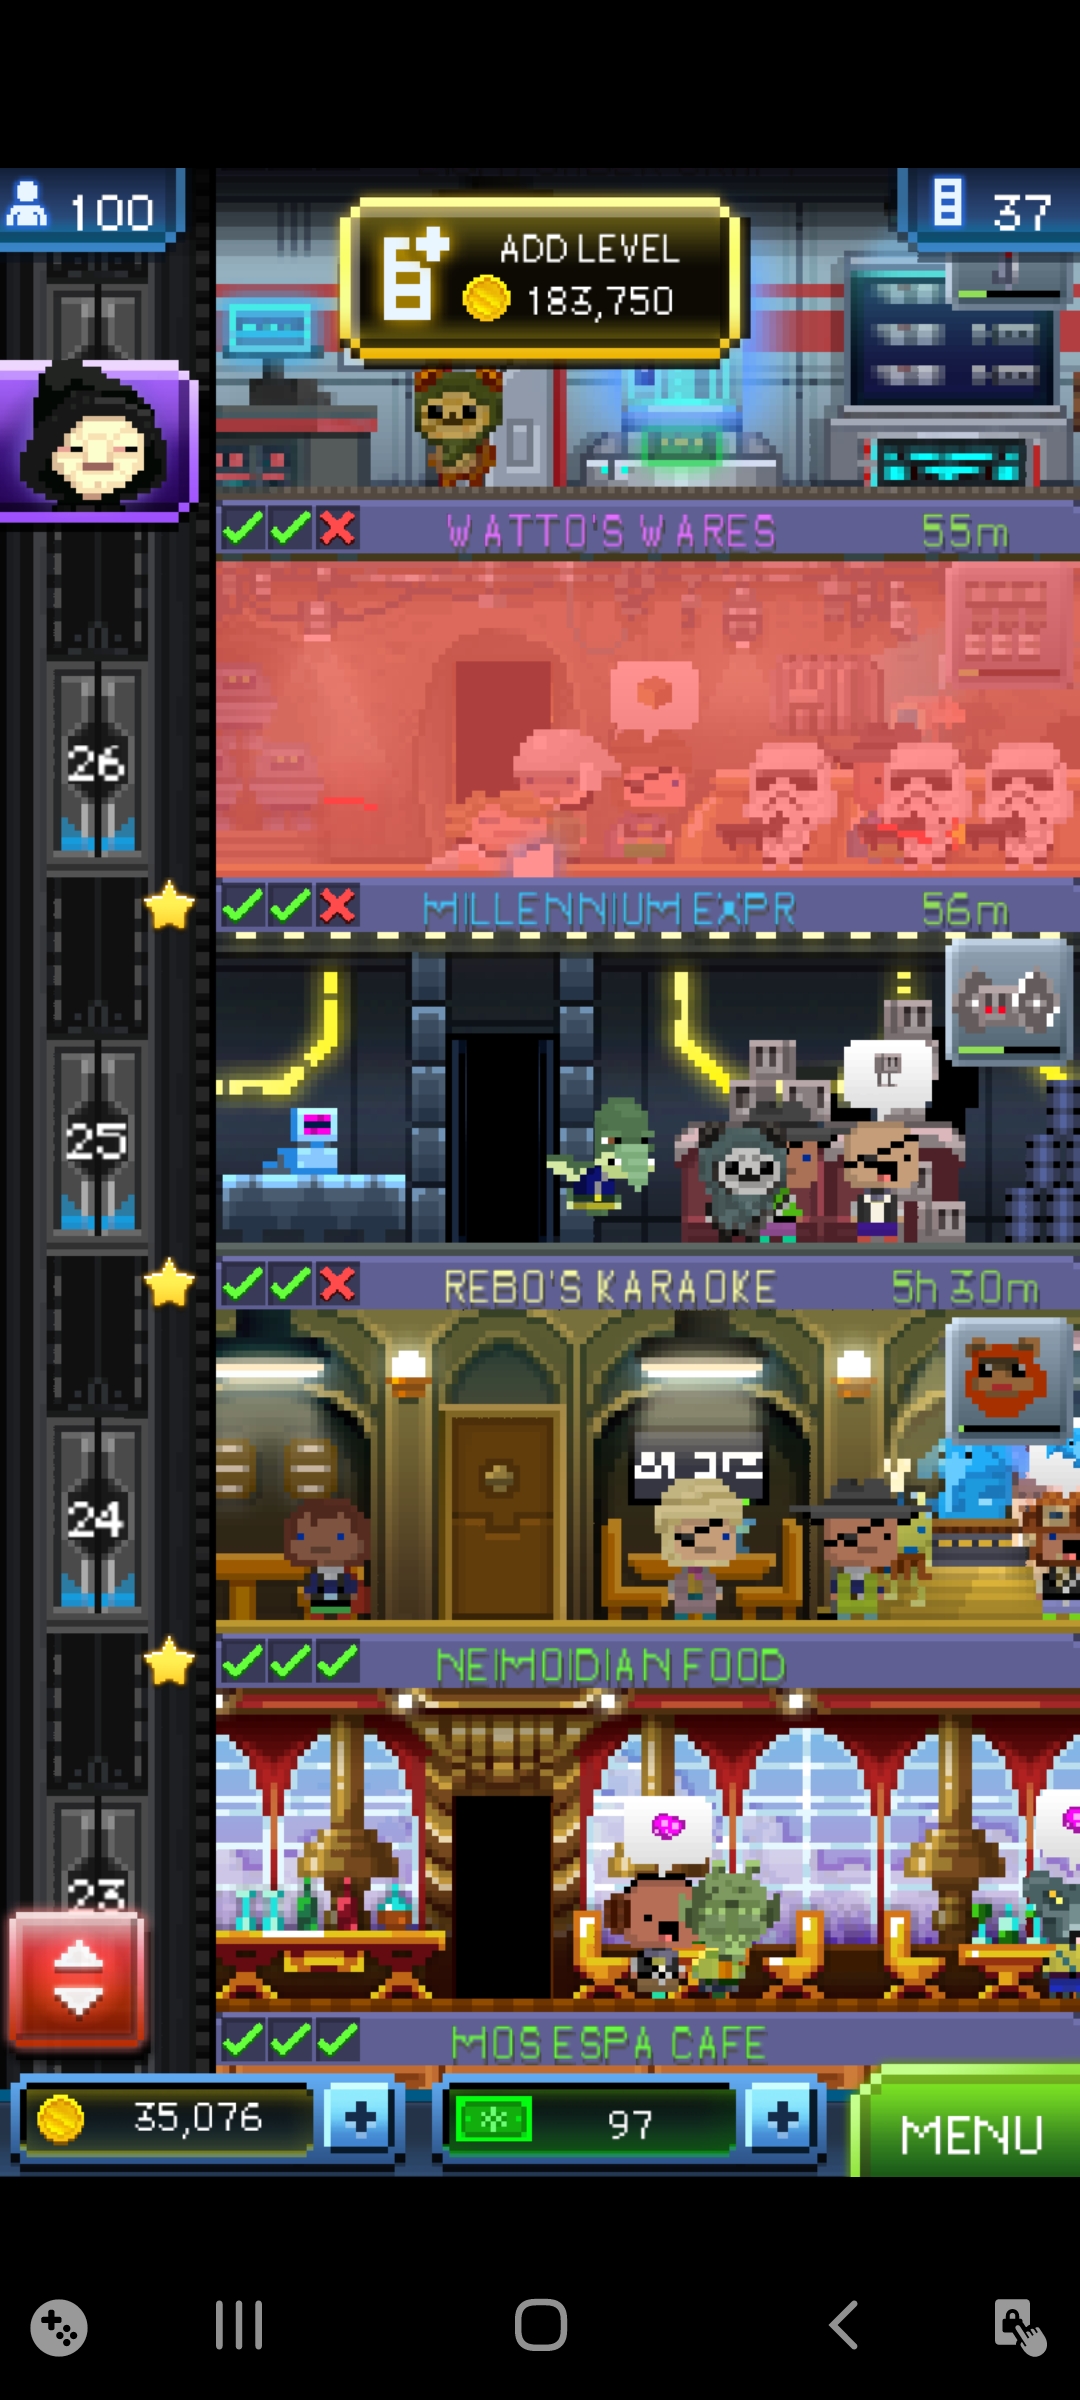 100
ADD LEVEL
183,750
37
WATTO'S WARES 55m
26
MILLENNIUM EXPR 56m
25
REBO'S KARAOKE 5h 30m
24
NEIMOIDIAN FOOD
23
MOS ESPA CAFE
35,076
97
MENU